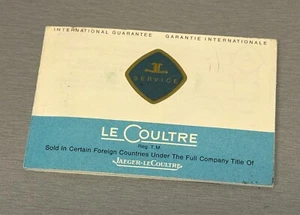 INTERNATIONAL GUARANTEE GARANTIE INTERNATIONALE
SERVICE
LE COULTRE
Reg. T.M
Sold In Certain Foreign Countries Under The Full Company Title Of
JAEGER-LECOULTRE